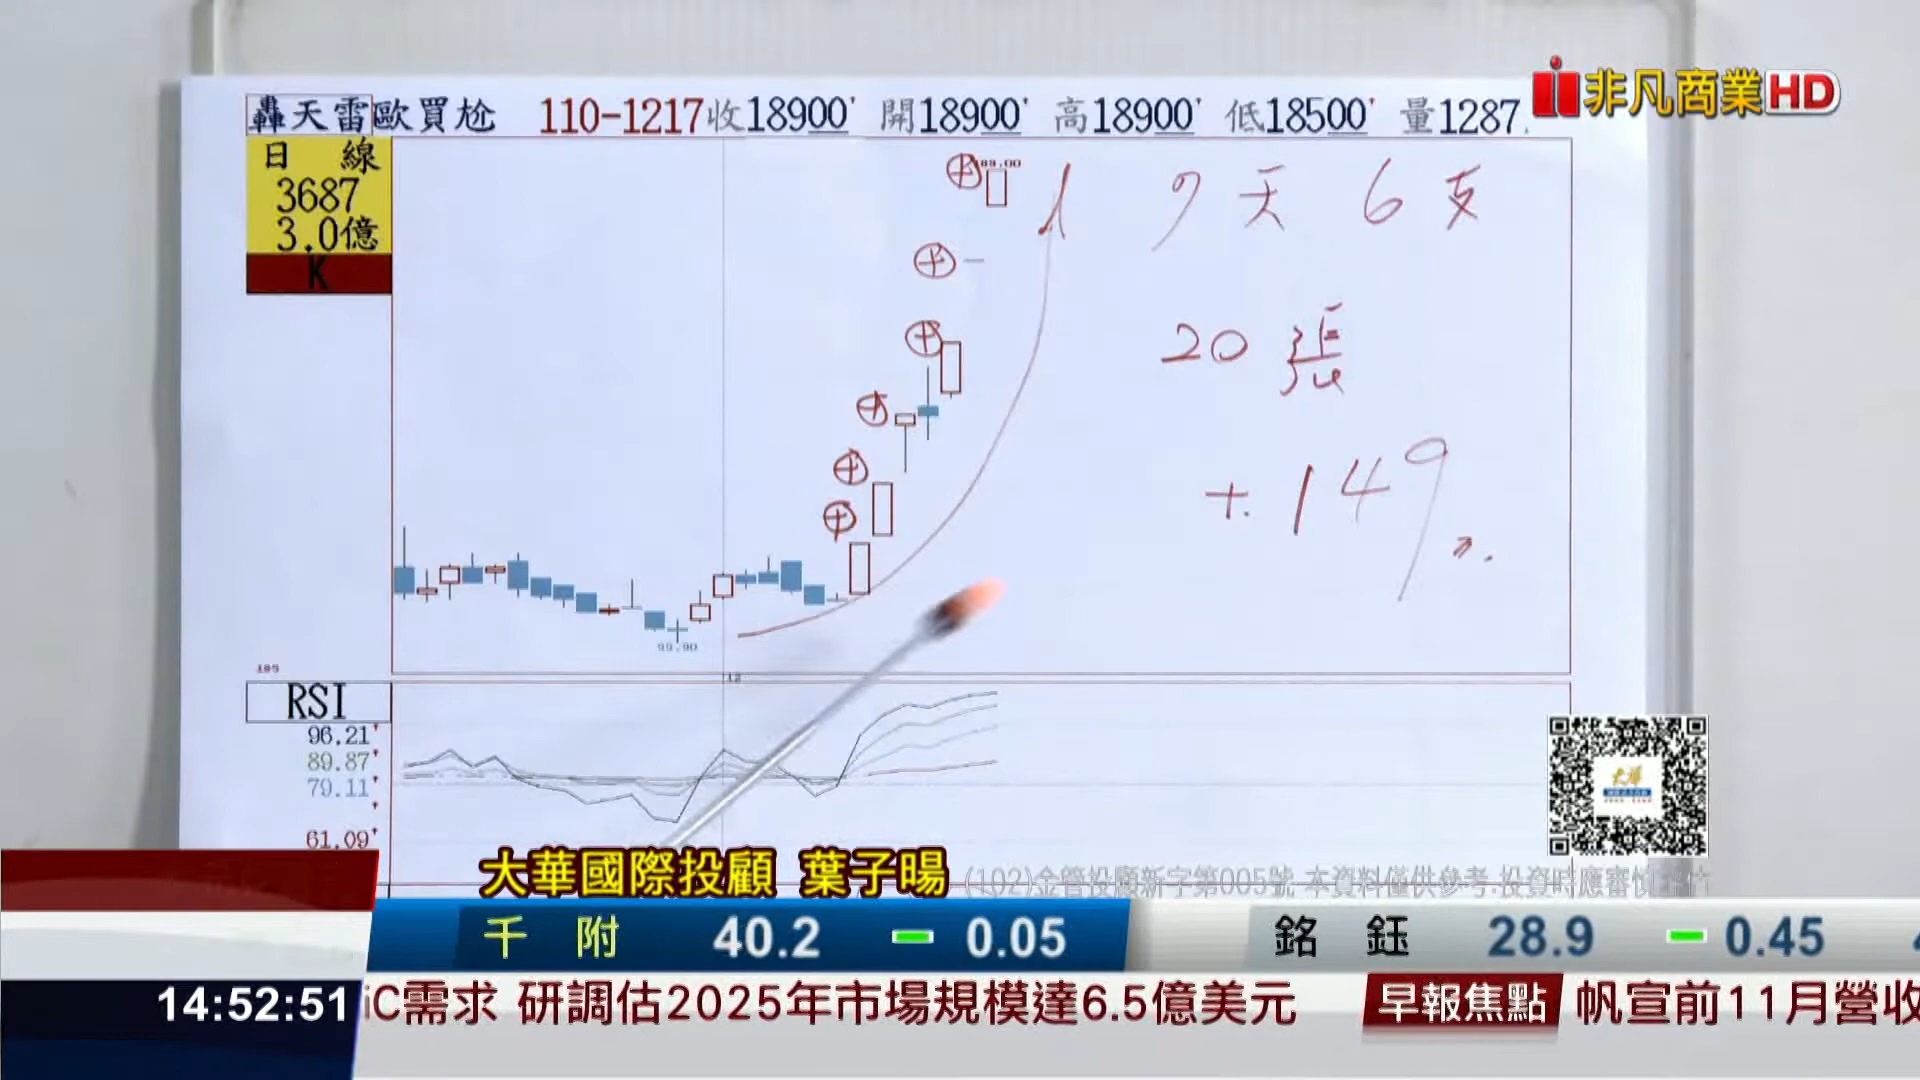 轟天雷歐買尬 110-1217收18900' 開18900' 高18900' 低18500' 量1287
非凡商業HD
日 線
3687
3.0億
K
189.00
9天6支
20張
+149
99.90
189
12
RSI
96.21
89.87
79.11
61.09
大華
大華國際投顧 葉子暘
(102)金管投顧新字第005號 本資料僅供參考.投資時應審慎評估
千附 40.2 0.05
銘鈺 28.9 0.45
14:52:51
iC需求 研調估2025年市場規模達6.5億美元
早報焦點
帆宣前11月營收